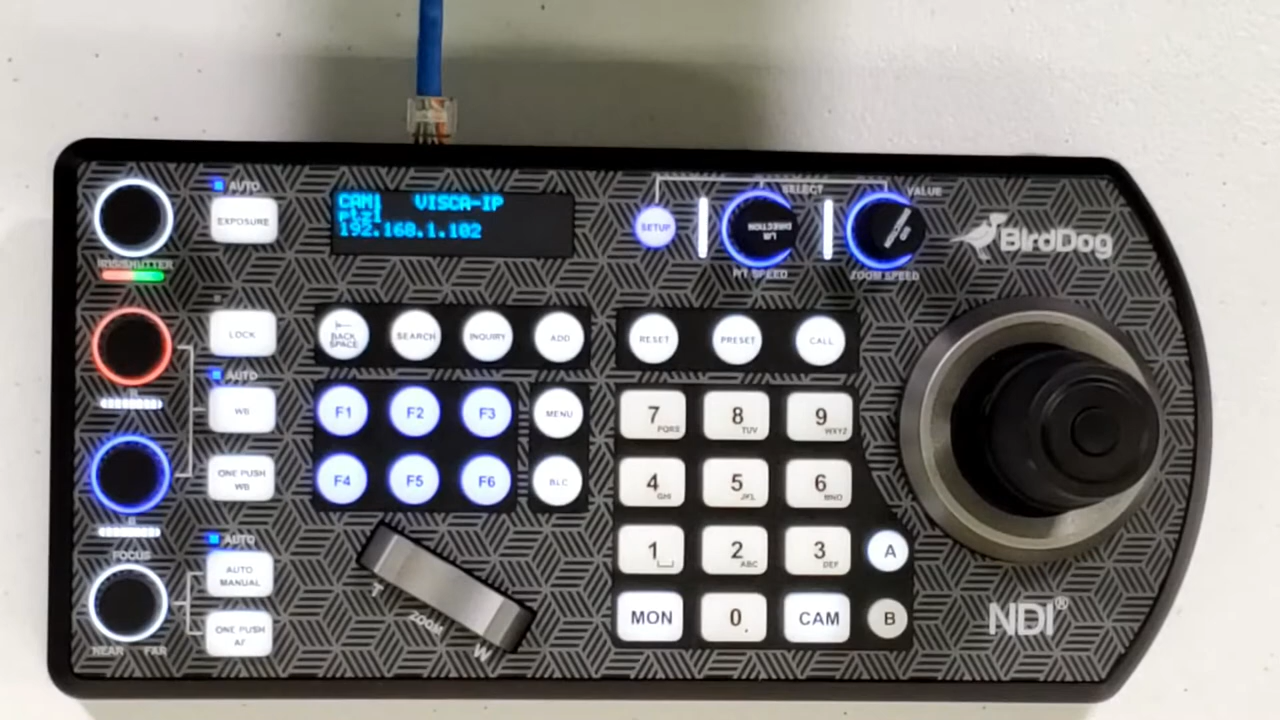 AUTO
EXPOSURE
IRIS/SHUTTER
CAM1 VISCA-IP
ptz1
192.168.1.102
SELECT
VALUE
SETUP
L/R
DIRECTION
P/T SPEED
ZOOM SPEED
BirdDog
LOCK
BACK
SPACE
SEARCH
INQUIRY
ADD
RESET
PRESET
CALL
AUTO
WB
R
F1
F2
F3
MENU
7 PQRS
8 TUV
9 WXYZ
ONE PUSH
WB
B
F4
F5
F6
BLC
4 GHI
5 JKL
6 MNO
AUTO
FOCUS
AUTO
MANUAL
1
2 ABC
3 DEF
A
T
ZOOM
W
ONE PUSH
AF
NEAR FAR
MON
0
CAM
B
NDI®